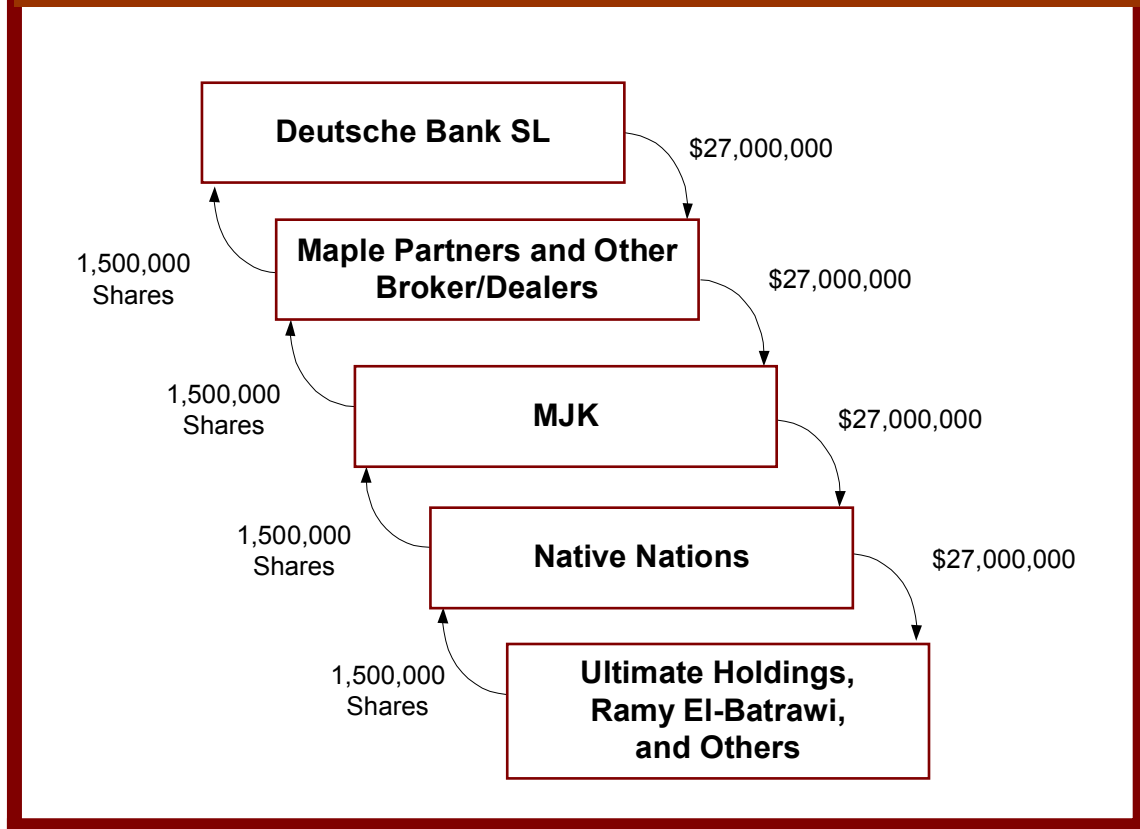 Deutsche Bank SL
$27,000,000
Maple Partners and Other
Broker/Dealers
1,500,000
Shares
$27,000,000
MJK
1,500,000
Shares
$27,000,000
Native Nations
1,500,000
Shares
$27,000,000
Ultimate Holdings,
Ramy El-Batrawi,
and Others
1,500,000
Shares